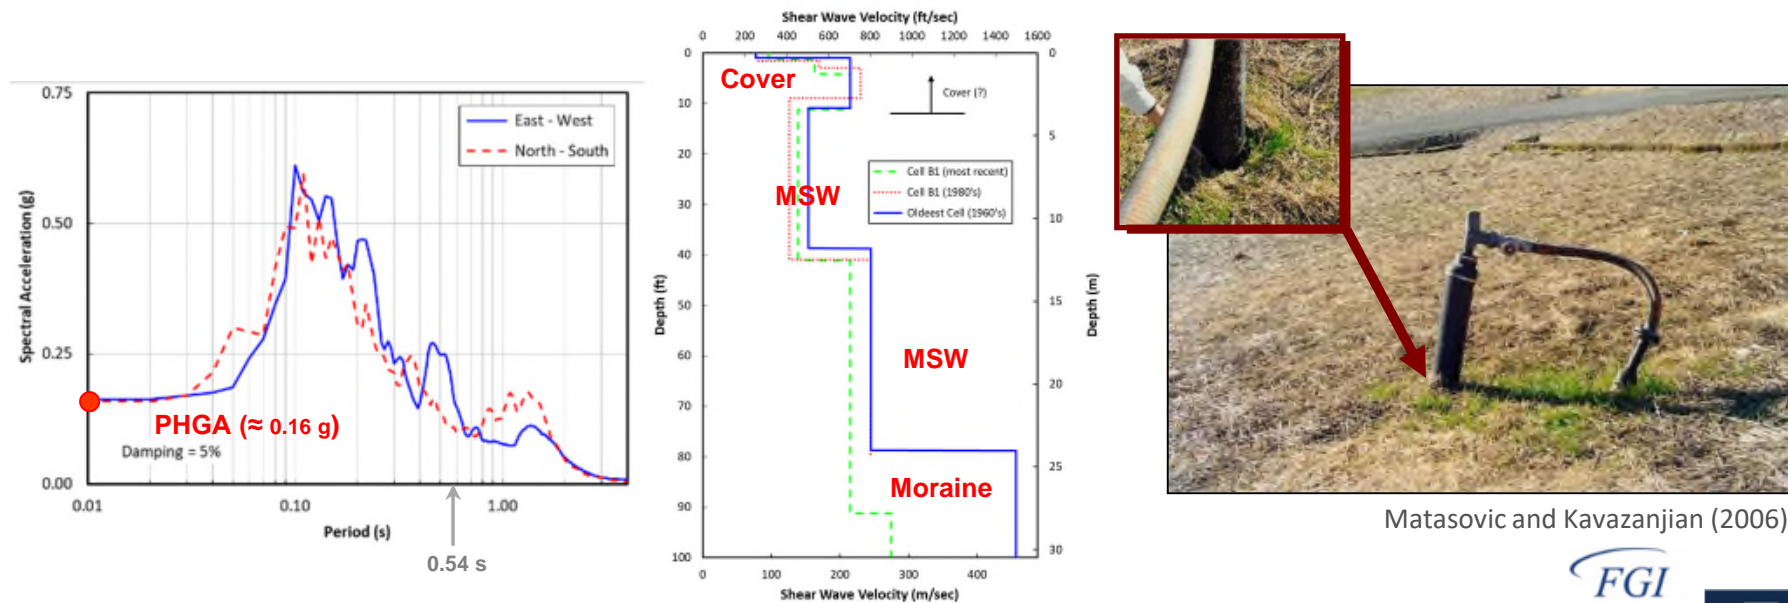 0.75
0.50
0.25
0.00
Spectral Acceleration (g)
East - West
North - South
PHGA (≈ 0.16 g)
Damping = 5%
0.01
0.10
1.00
Period (s)
0.54 s
Shear Wave Velocity (ft/sec)
0 200 400 600 800 1000 1200 1400 1600
0
10
20
30
40
50
60
70
80
90
100
Depth (ft)
Cover
Cover (?)
MSW
Cell B1 (most recent)
Cell B1 (1980's)
Oldeest Cell (1960's)
MSW
Moraine
0
5
10
15
20
25
30
Depth (m)
0 100 200 300 400
Shear Wave Velocity (m/sec)
Matasovic and Kavazanjian (2006)
FGI